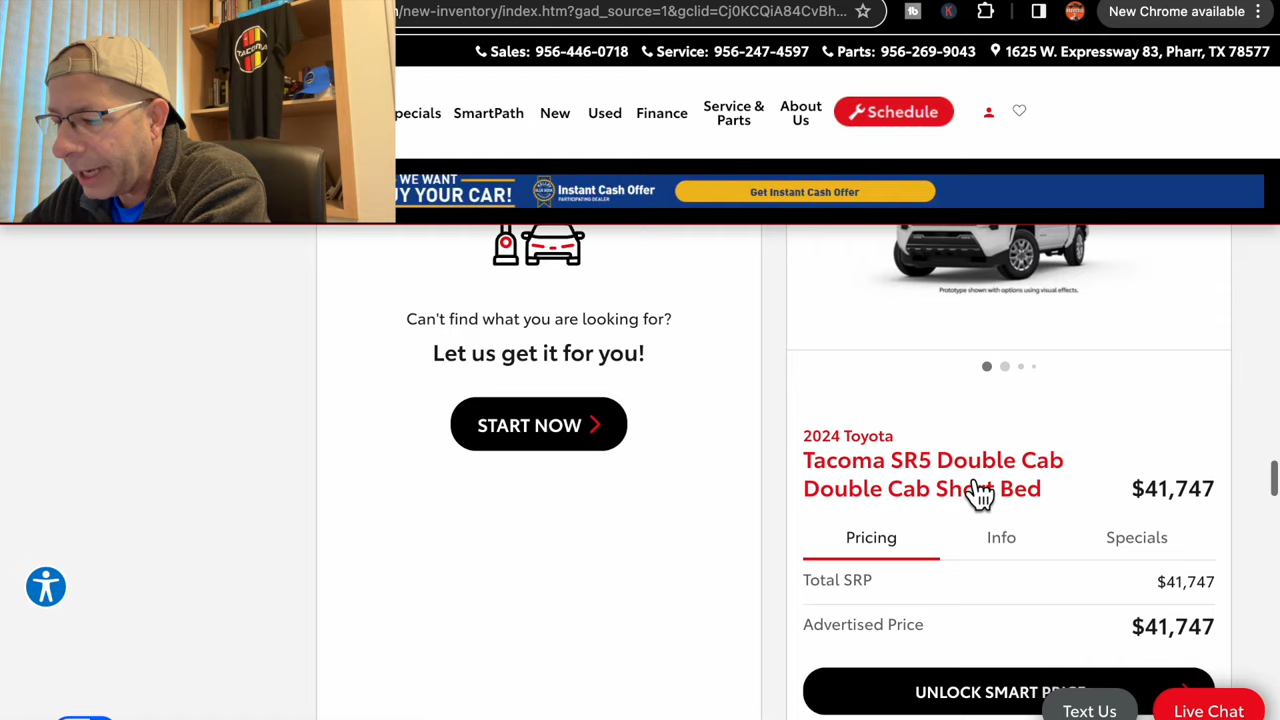 /new-inventory/index.htm?gad_source=1&gclid=Cj0KCQiA84CvBh...
New Chrome available
Sales: 956-446-0718
Service: 956-247-4597
Parts: 956-269-9043
1625 W. Expressway 83, Pharr, TX 78577
TACOMA
pecials
SmartPath
New
Used
Finance
Service &
Parts
About
Us
Schedule
WE WANT
Y YOUR CAR!
Instant Cash Offer
PARTICIPATING DEALER
Get Instant Cash Offer
Prototype shown with options using visual effects.
Can't find what you are looking for?
Let us get it for you!
START NOW
2024 Toyota
Tacoma SR5 Double Cab
Double Cab Short Bed
$41,747
Pricing
Info
Specials
Total SRP
$41,747
Advertised Price
$41,747
UNLOCK SMART PRICE
Text Us
Live Chat